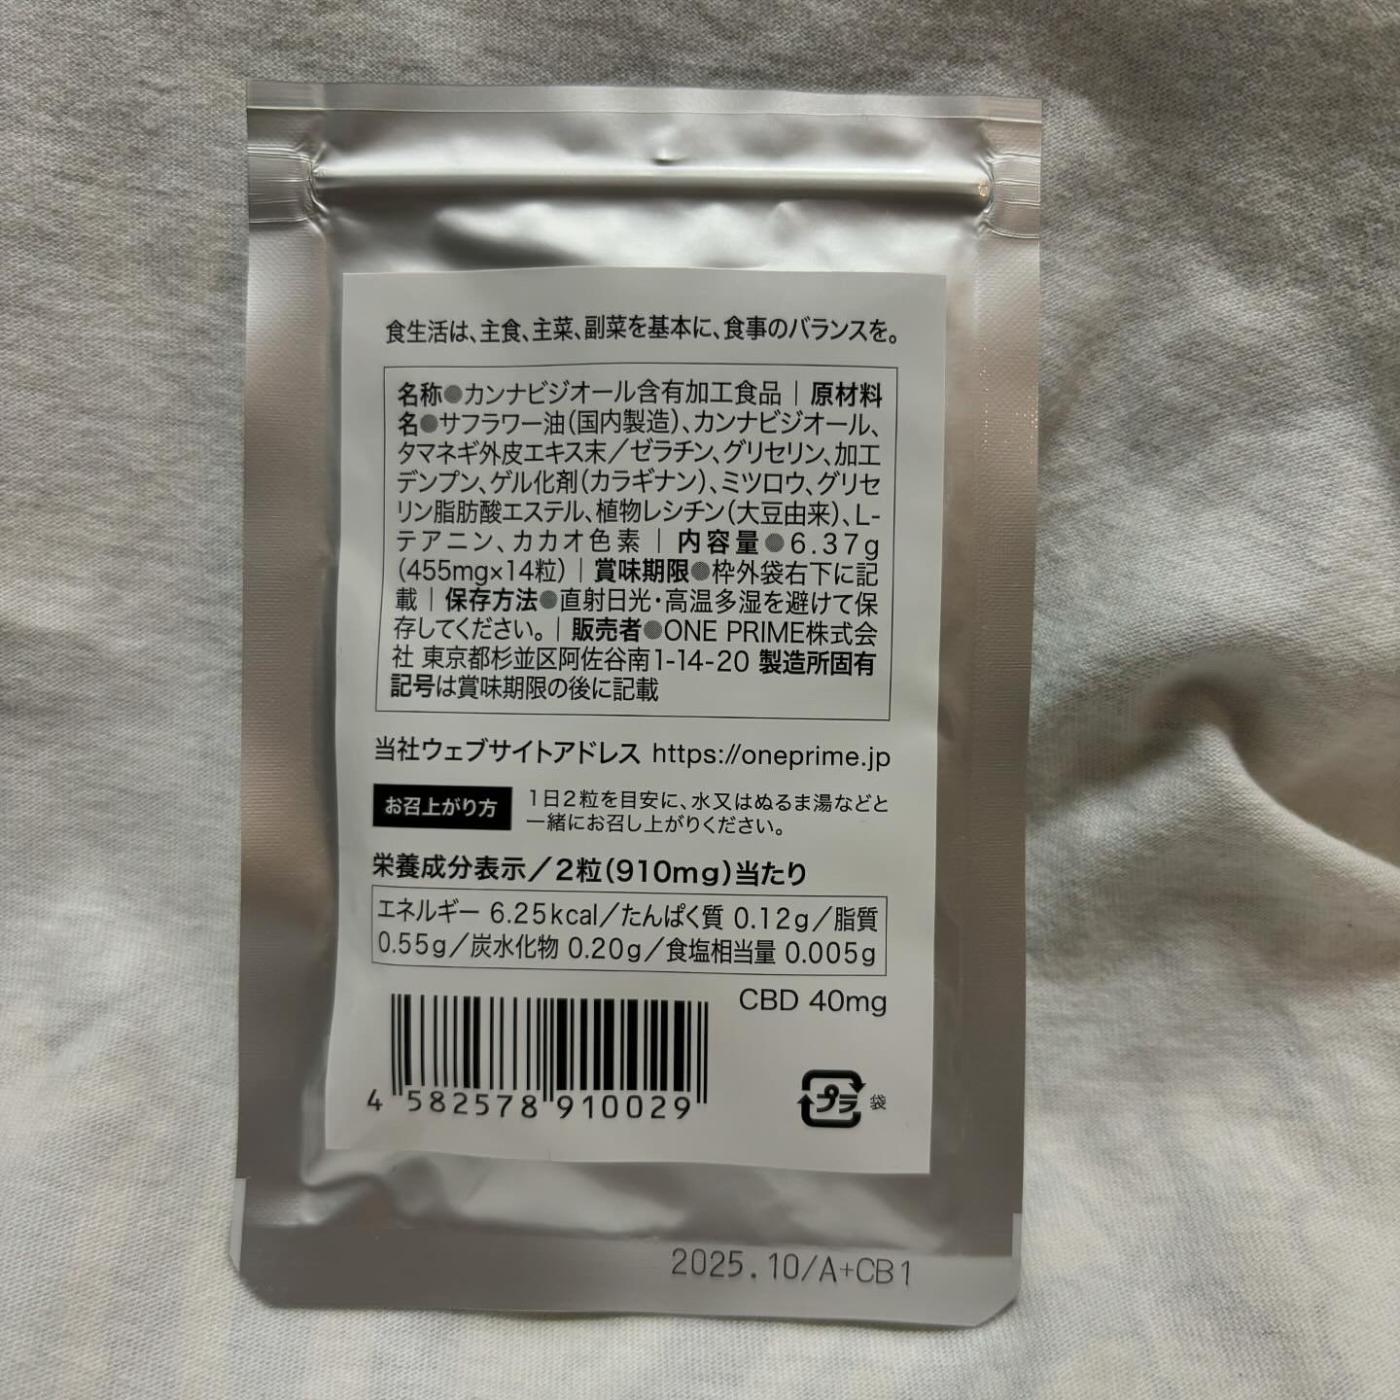 食生活は、主食、主菜、副菜を基本に、食事のバランスを。
名称●カンナビジオール含有加工食品｜原材料
名●サフラワー油(国内製造)、カンナビジオール、
タマネギ外皮エキス末／ゼラチン、グリセリン、加工
デンプン、ゲル化剤(カラギナン)、ミツロウ、グリセ
リン脂肪酸エステル、植物レシチン(大豆由来)、L-
テアニン、カカオ色素｜内容量●6.37g
(455mg×14粒)｜賞味期限●枠外袋右下に記
載｜保存方法●直射日光・高温多湿を避けて保
存してください。｜販売者●ONE PRIME株式会
社 東京都杉並区阿佐谷南1-14-20 製造所固有
記号は賞味期限の後に記載
当社ウェブサイトアドレス https://oneprime.jp
お召上がり方
1日2粒を目安に、水又はぬるま湯などと
一緒にお召し上がりください。
栄養成分表示／2粒(910mg)当たり
エネルギー 6.25kcal／たんぱく質 0.12g／脂質
0.55g／炭水化物 0.20g／食塩相当量 0.005g
CBD 40mg
4 582578 910029
プラ 袋
2025.10/A+CB1